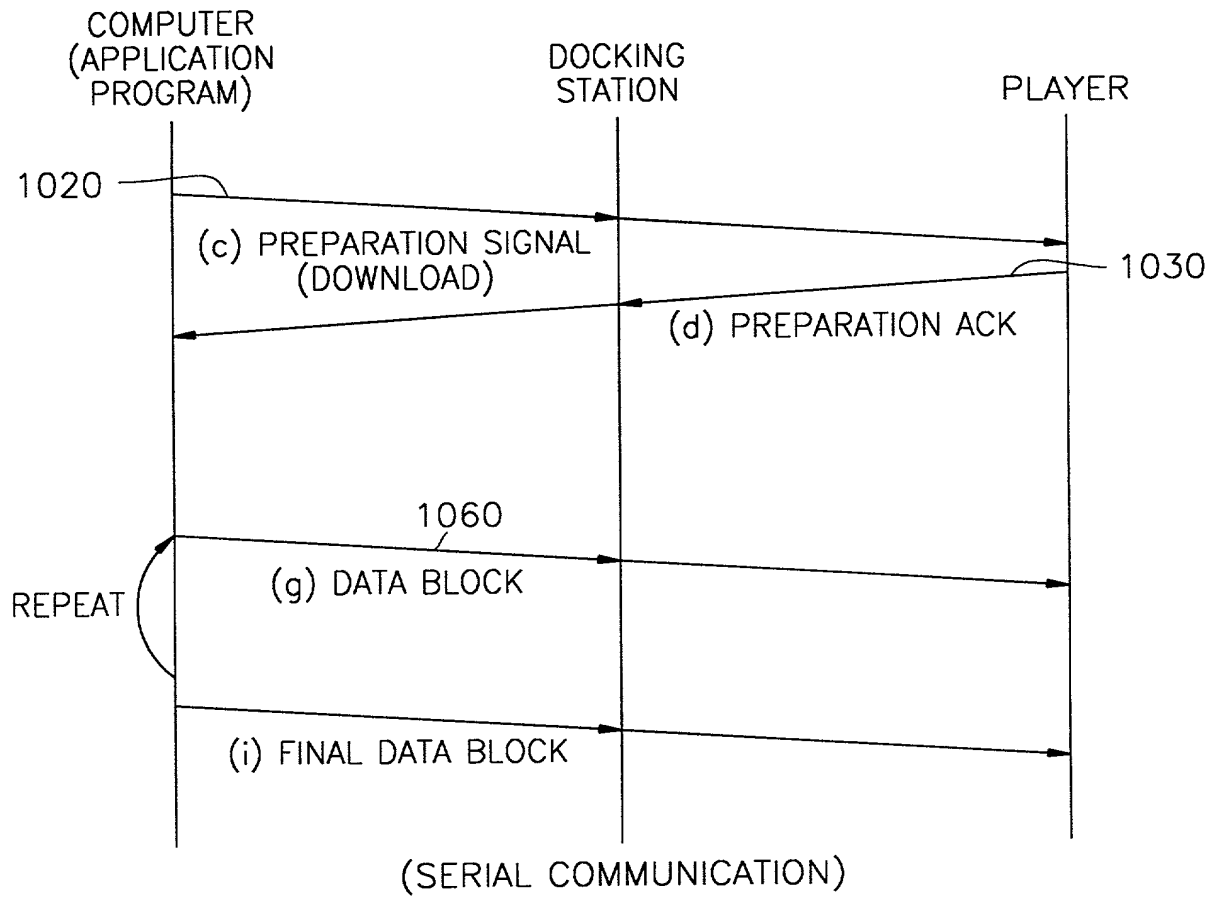 COMPUTER
(APPLICATION
PROGRAM)
DOCKING
STATION
PLAYER
1020
(c) PREPARATION SIGNAL
(DOWNLOAD)
1030
(d) PREPARATION ACK
1060
(g) DATA BLOCK
REPEAT
(i) FINAL DATA BLOCK
(SERIAL COMMUNICATION)